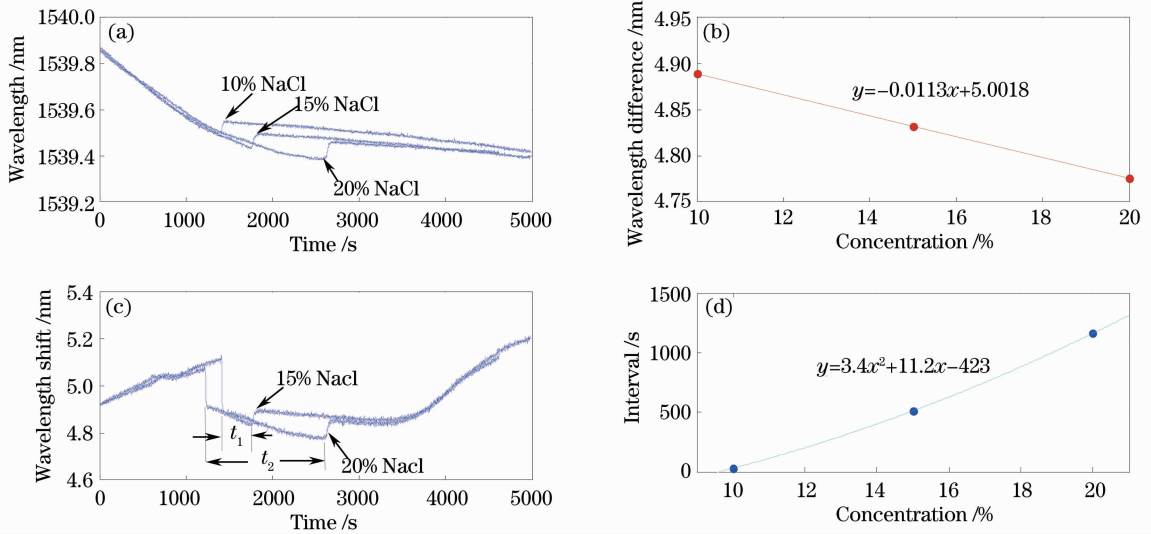 (a)
1540.0
1539.8
1539.6
1539.4
1539.2
Wavelength /nm
10% NaCl
15% NaCl
20% NaCl
0 1000 2000 3000 4000 5000
Time /s
(b)
4.95
4.90
4.85
4.80
4.75
Wavelength difference /nm
y=−0.0113x+5.0018
10 12 14 16 18 20
Concentration /%
(c)
5.4
5.2
5.0
4.8
4.6
Wavelength shift /nm
15% Nacl
t1
t2
20% Nacl
0 1000 2000 3000 4000 5000
Time /s
(d)
1500
1000
500
0
Interval /s
y=3.4x²+11.2x−423
10 12 14 16 18 20
Concentration /%